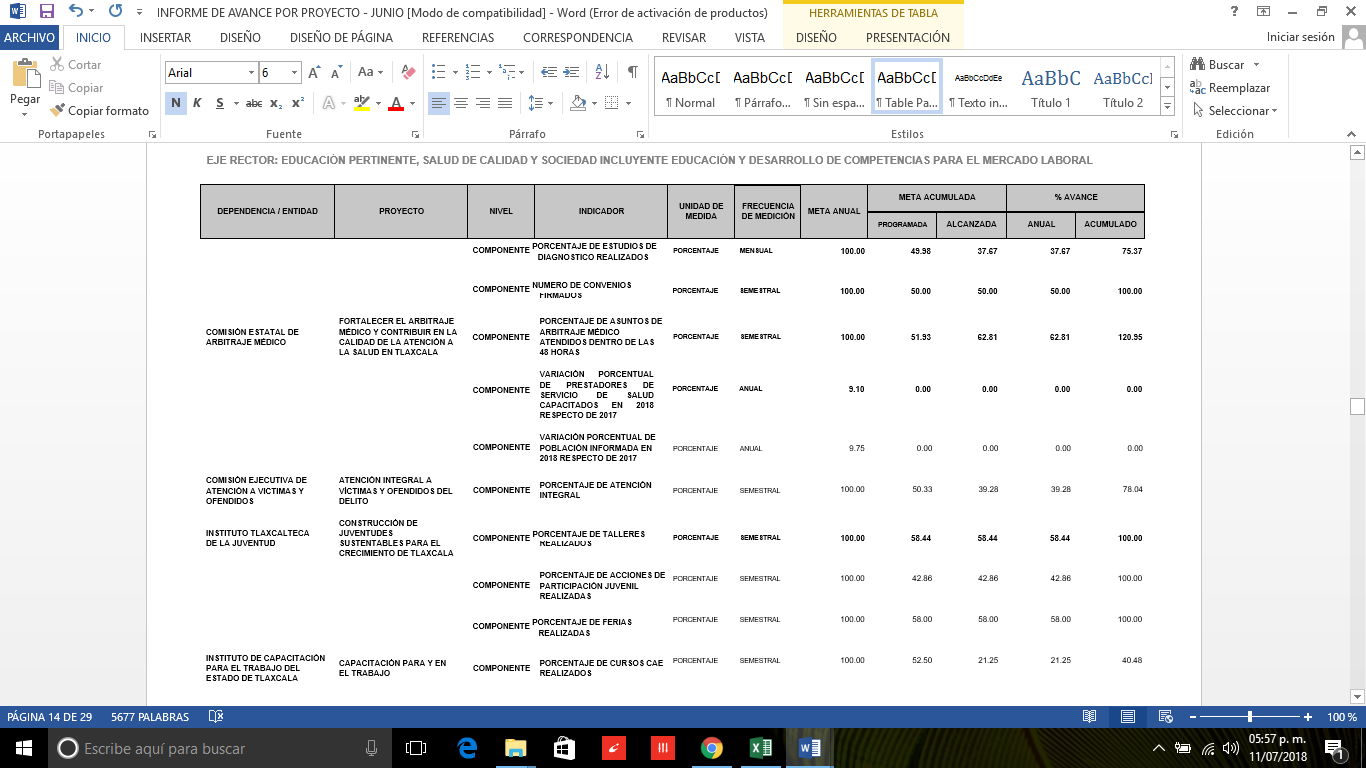 INFORME DE AVANCE POR PROYECTO - JUNIO [Modo de compatibilidad] - Word (Error de activación de productos)
HERRAMIENTAS DE TABLA
ARCHIVO INICIO INSERTAR DISEÑO DISEÑO DE PÁGINA REFERENCIAS CORRESPONDENCIA REVISAR VISTA DISEÑO PRESENTACIÓN Iniciar sesión
Pegar
Cortar
Copiar
Copiar formato
Portapapeles
Arial 6
N K S abc x₂ x²
Fuente
Párrafo
AaBbCcI ¶ Normal
AaBbCcI ¶ Párrafo...
AaBbCcI ¶ Sin espa...
AaBbCcI ¶ Table Pa...
AaBbCcDdEe ¶ Texto in...
AaBbC Título 1
AaBbCcI Título 2
Estilos
Buscar
Reemplazar
Seleccionar
Edición
EJE RECTOR: EDUCACIÓN PERTINENTE, SALUD DE CALIDAD Y SOCIEDAD INCLUYENTE EDUCACIÓN Y DESARROLLO DE COMPETENCIAS PARA EL MERCADO LABORAL
DEPENDENCIA / ENTIDAD PROYECTO NIVEL INDICADOR UNIDAD DE MEDIDA FRECUENCIA DE MEDICIÓN META ANUAL META ACUMULADA % AVANCE
PROGRAMADA ALCANZADA ANUAL ACUMULADO
COMPONENTE PORCENTAJE DE ESTUDIOS DE DIAGNOSTICO REALIZADOS PORCENTAJE MENSUAL 100.00 49.98 37.67 37.67 75.37
COMPONENTE NUMERO DE CONVENIOS FIRMADOS PORCENTAJE SEMESTRAL 100.00 50.00 50.00 50.00 100.00
COMISIÓN ESTATAL DE ARBITRAJE MÉDICO FORTALECER EL ARBITRAJE MÉDICO Y CONTRIBUIR EN LA CALIDAD DE LA ATENCIÓN A LA SALUD EN TLAXCALA COMPONENTE PORCENTAJE DE ASUNTOS DE ARBITRAJE MÉDICO ATENDIDOS DENTRO DE LAS 48 HORAS PORCENTAJE SEMESTRAL 100.00 51.93 62.81 62.81 120.95
COMPONENTE VARIACIÓN PORCENTUAL DE PRESTADORES DE SERVICIO DE SALUD CAPACITADOS EN 2018 RESPECTO DE 2017 PORCENTAJE ANUAL 9.10 0.00 0.00 0.00 0.00
COMPONENTE VARIACIÓN PORCENTUAL DE POBLACIÓN INFORMADA EN 2018 RESPECTO DE 2017 PORCENTAJE ANUAL 9.75 0.00 0.00 0.00 0.00
COMISIÓN EJECUTIVA DE ATENCIÓN A VICTIMAS Y OFENDIDOS ATENCIÓN INTEGRAL A VÍCTIMAS Y OFENDIDOS DEL DELITO COMPONENTE PORCENTAJE DE ATENCIÓN INTEGRAL PORCENTAJE SEMESTRAL 100.00 50.33 39.28 39.28 78.04
INSTITUTO TLAXCALTECA DE LA JUVENTUD CONSTRUCCIÓN DE JUVENTUDES SUSTENTABLES PARA EL CRECIMIENTO DE TLAXCALA COMPONENTE PORCENTAJE DE TALLERES REALIZADOS PORCENTAJE SEMESTRAL 100.00 58.44 58.44 58.44 100.00
COMPONENTE PORCENTAJE DE ACCIONES DE PARTICIPACIÓN JUVENIL REALIZADAS PORCENTAJE SEMESTRAL 100.00 42.86 42.86 42.86 100.00
COMPONENTE PORCENTAJE DE FERIAS REALIZADAS PORCENTAJE SEMESTRAL 100.00 58.00 58.00 58.00 100.00
INSTITUTO DE CAPACITACIÓN PARA EL TRABAJO DEL ESTADO DE TLAXCALA CAPACITACIÓN PARA Y EN EL TRABAJO COMPONENTE PORCENTAJE DE CURSOS CAE REALIZADOS PORCENTAJE SEMESTRAL 100.00 52.50 21.25 21.25 40.48
PÁGINA 14 DE 29 5677 PALABRAS 100 %
Escribe aquí para buscar
05:57 p. m.
11/07/2018